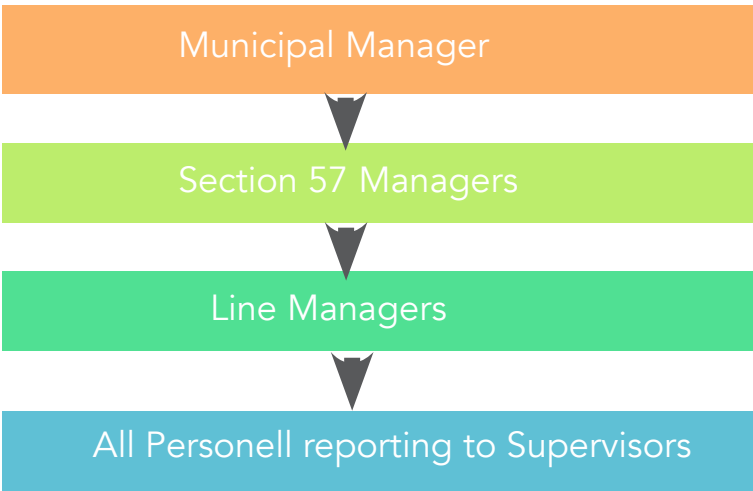 Municipal Manager
Section 57 Managers
Line Managers
All Personell reporting to Supervisors